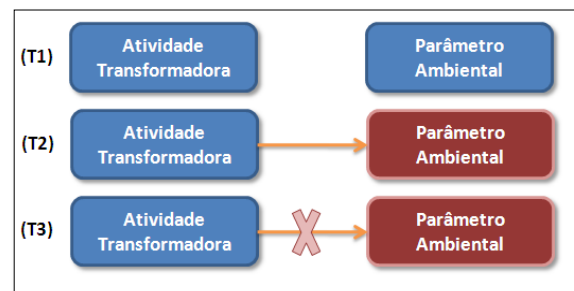 (T1)
Atividade
Transformadora
Parâmetro
Ambiental
(T2)
Atividade
Transformadora
Parâmetro
Ambiental
(T3)
Atividade
Transformadora
Parâmetro
Ambiental